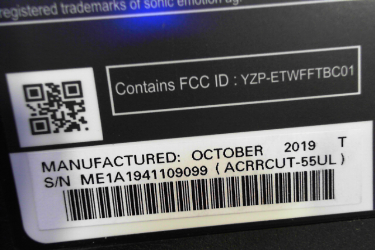 registered trademarks of sonic emotion ag.
Contains FCC ID : YZP-ETWFFTBC01
MANUFACTURED: OCTOBER 2019 T
S/N ME1A1941109099 ( ACRRCUT-55UL )